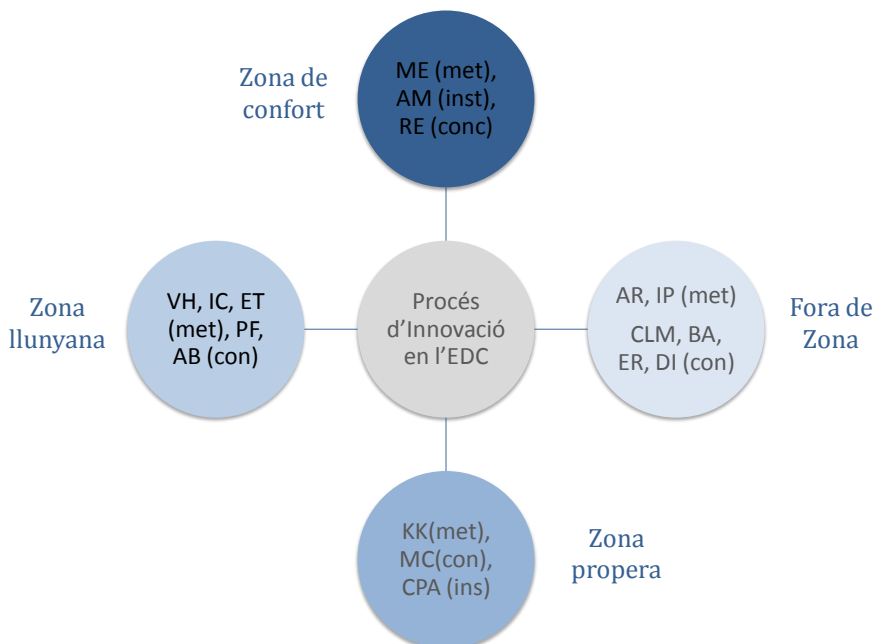 Zona de
confort
ME (met),
AM (inst),
RE (conc)
Zona
llunyana
VH, IC, ET
(met), PF,
AB (con)
Procés
d’Innovació
en l’EDC
AR, IP (met)
CLM, BA,
ER, DI (con)
Fora de
Zona
KK(met),
MC(con),
CPA (ins)
Zona
propera